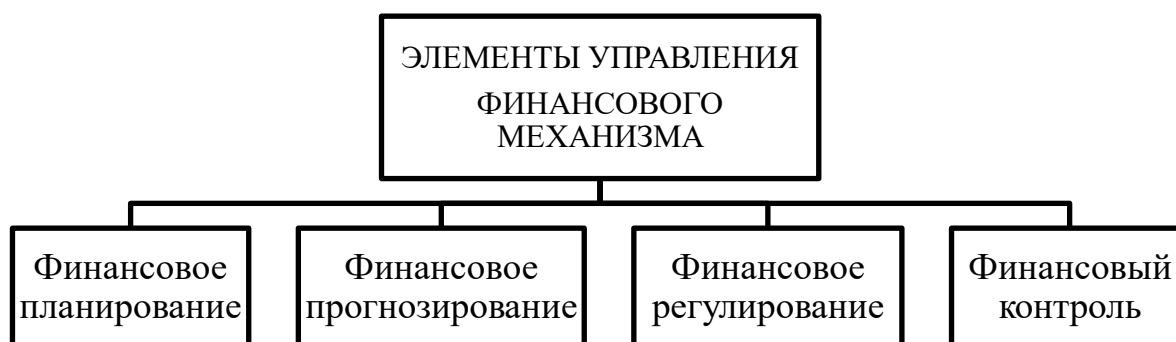 ЭЛЕМЕНТЫ УПРАВЛЕНИЯ
ФИНАНСОВОГО
МЕХАНИЗМА
Финансовое
планирование
Финансовое
прогнозирование
Финансовое
регулирование
Финансовый
контроль